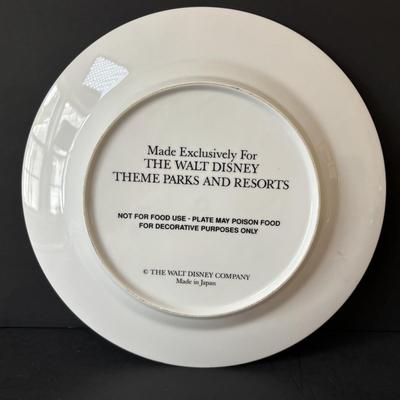 Made Exclusively For
THE WALT DISNEY
THEME PARKS AND RESORTS
NOT FOR FOOD USE - PLATE MAY POISON FOOD
FOR DECORATIVE PURPOSES ONLY
© THE WALT DISNEY COMPANY
Made in Japan